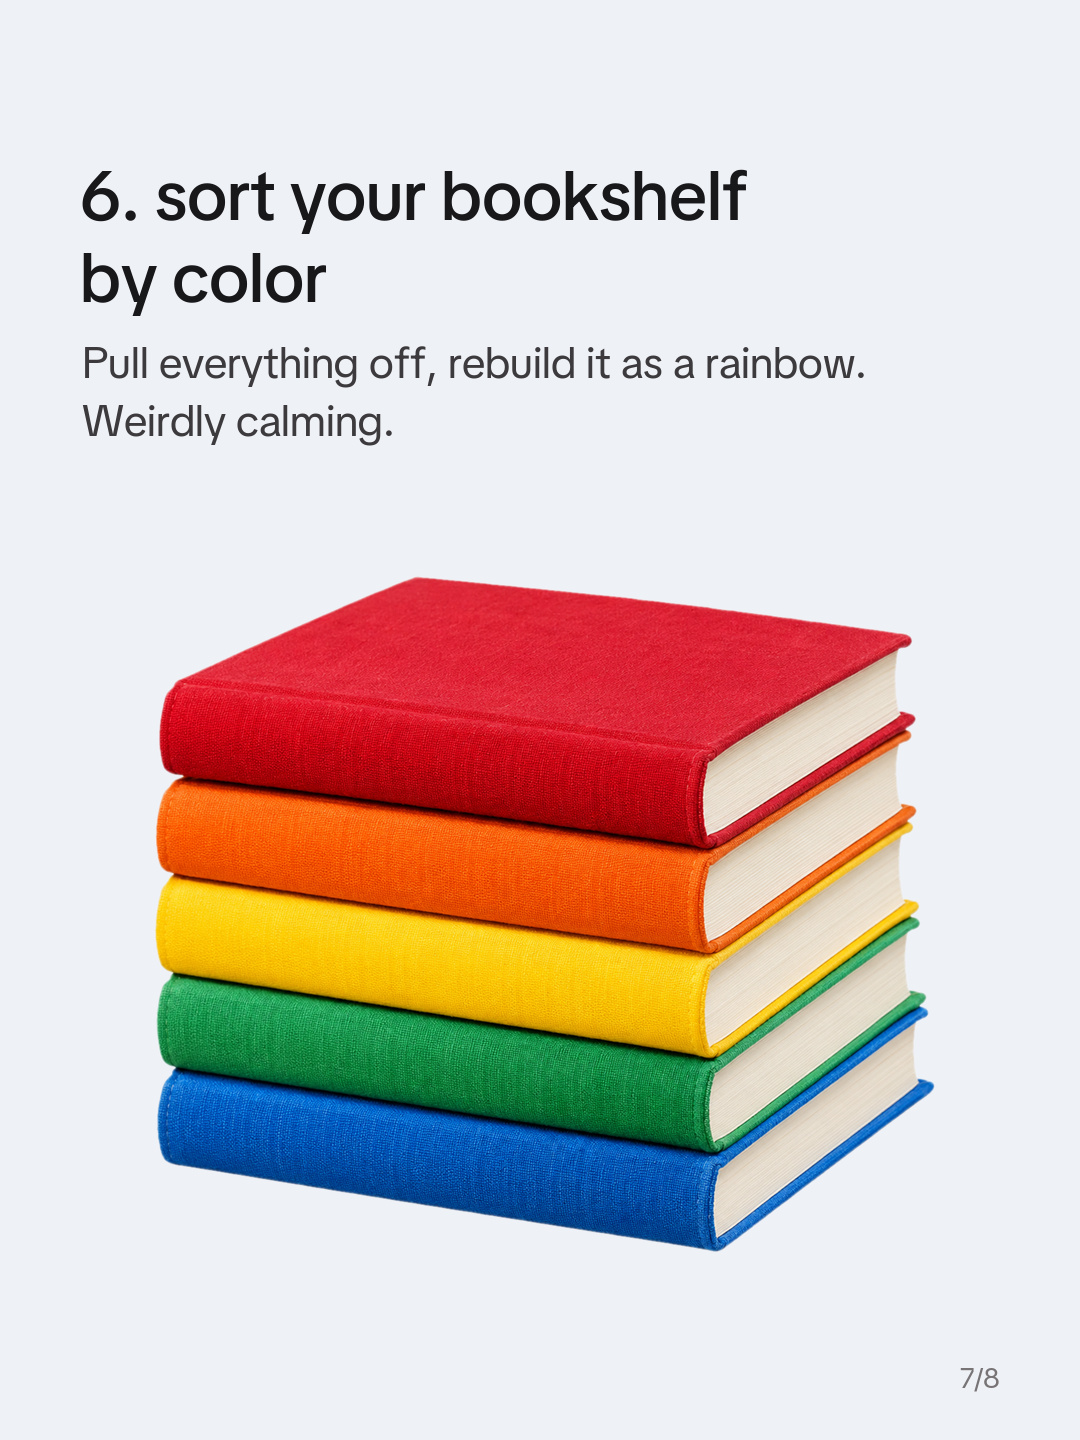 6. sort your bookshelf
by color
Pull everything off, rebuild it as a rainbow.
Weirdly calming.
7/8